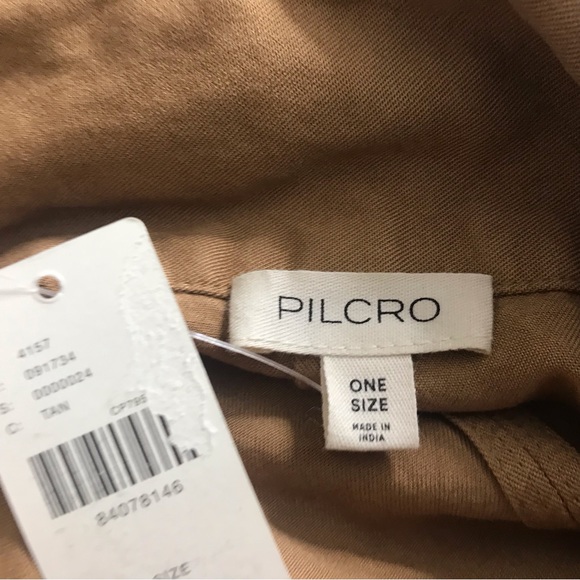 PILCRO
ONE
SIZE
MADE IN
INDIA
4157
091734
S: 0000024
C: TAN
CP795
84078146
SIZE